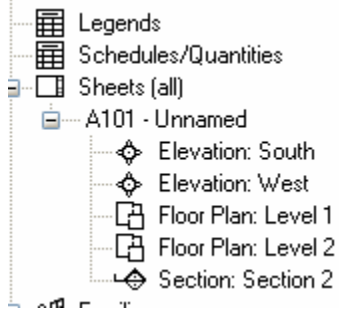 Legends
Schedules/Quantities
Sheets (all)
A101 - Unnamed
Elevation: South
Elevation: West
Floor Plan: Level 1
Floor Plan: Level 2
Section: Section 2